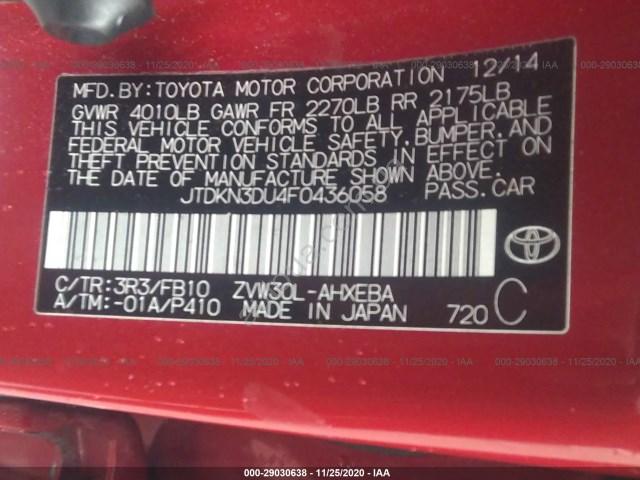 MFD. BY: TOYOTA MOTOR CORPORATION 12/14
GVWR 4010LB GAWR FR 2270LB RR 2175LB
THIS VEHICLE CONFORMS TO ALL APPLICABLE
FEDERAL MOTOR VEHICLE SAFETY, BUMPER, AND
THEFT PREVENTION STANDARDS IN EFFECT ON
THE DATE OF MANUFACTURE SHOWN ABOVE.
JTDKN3DU4F0436058 PASS. CAR
C/TR: 3R3/FB10 ZVW30L-AHXEBA
A/TM: -01A/P410 MADE IN JAPAN 720 C
000-29030638 - 11/25/2020 - IAA